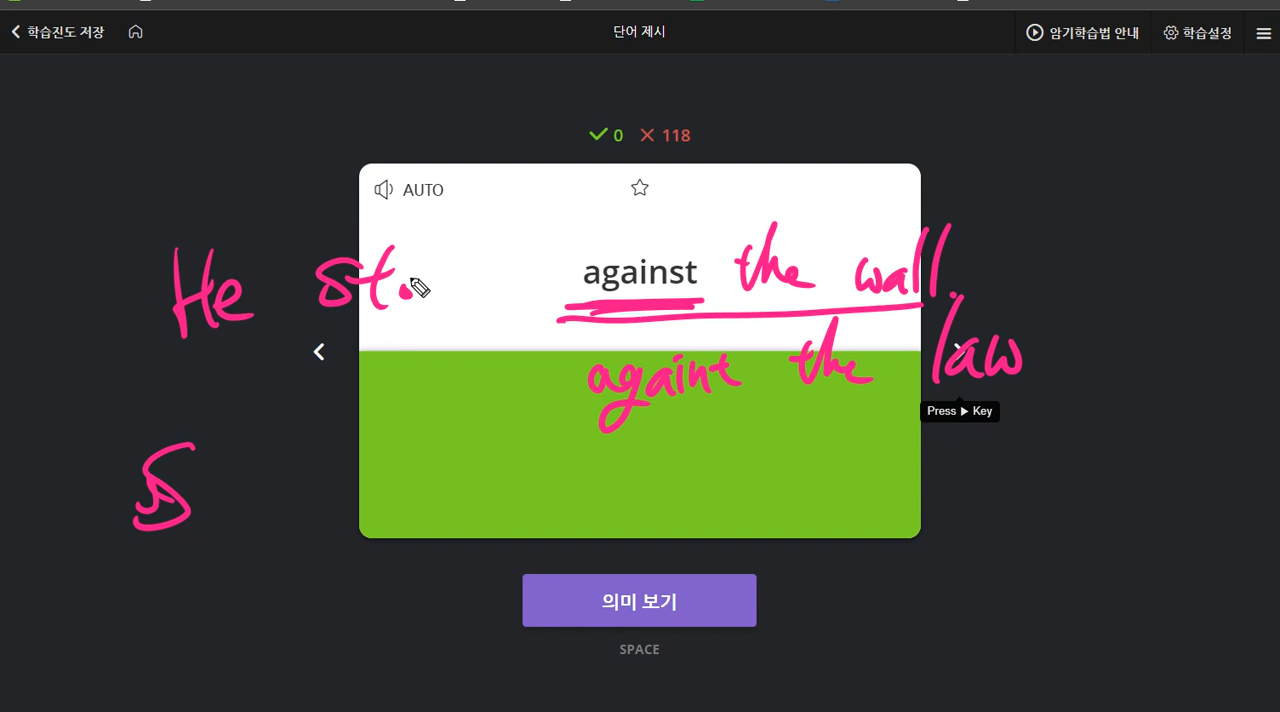 학습진도 저장 단어 제시 암기학습법 안내 학습설정
0 118
AUTO
He st. against the wall
againt the law
Press ▶ Key
S
의미 보기
SPACE